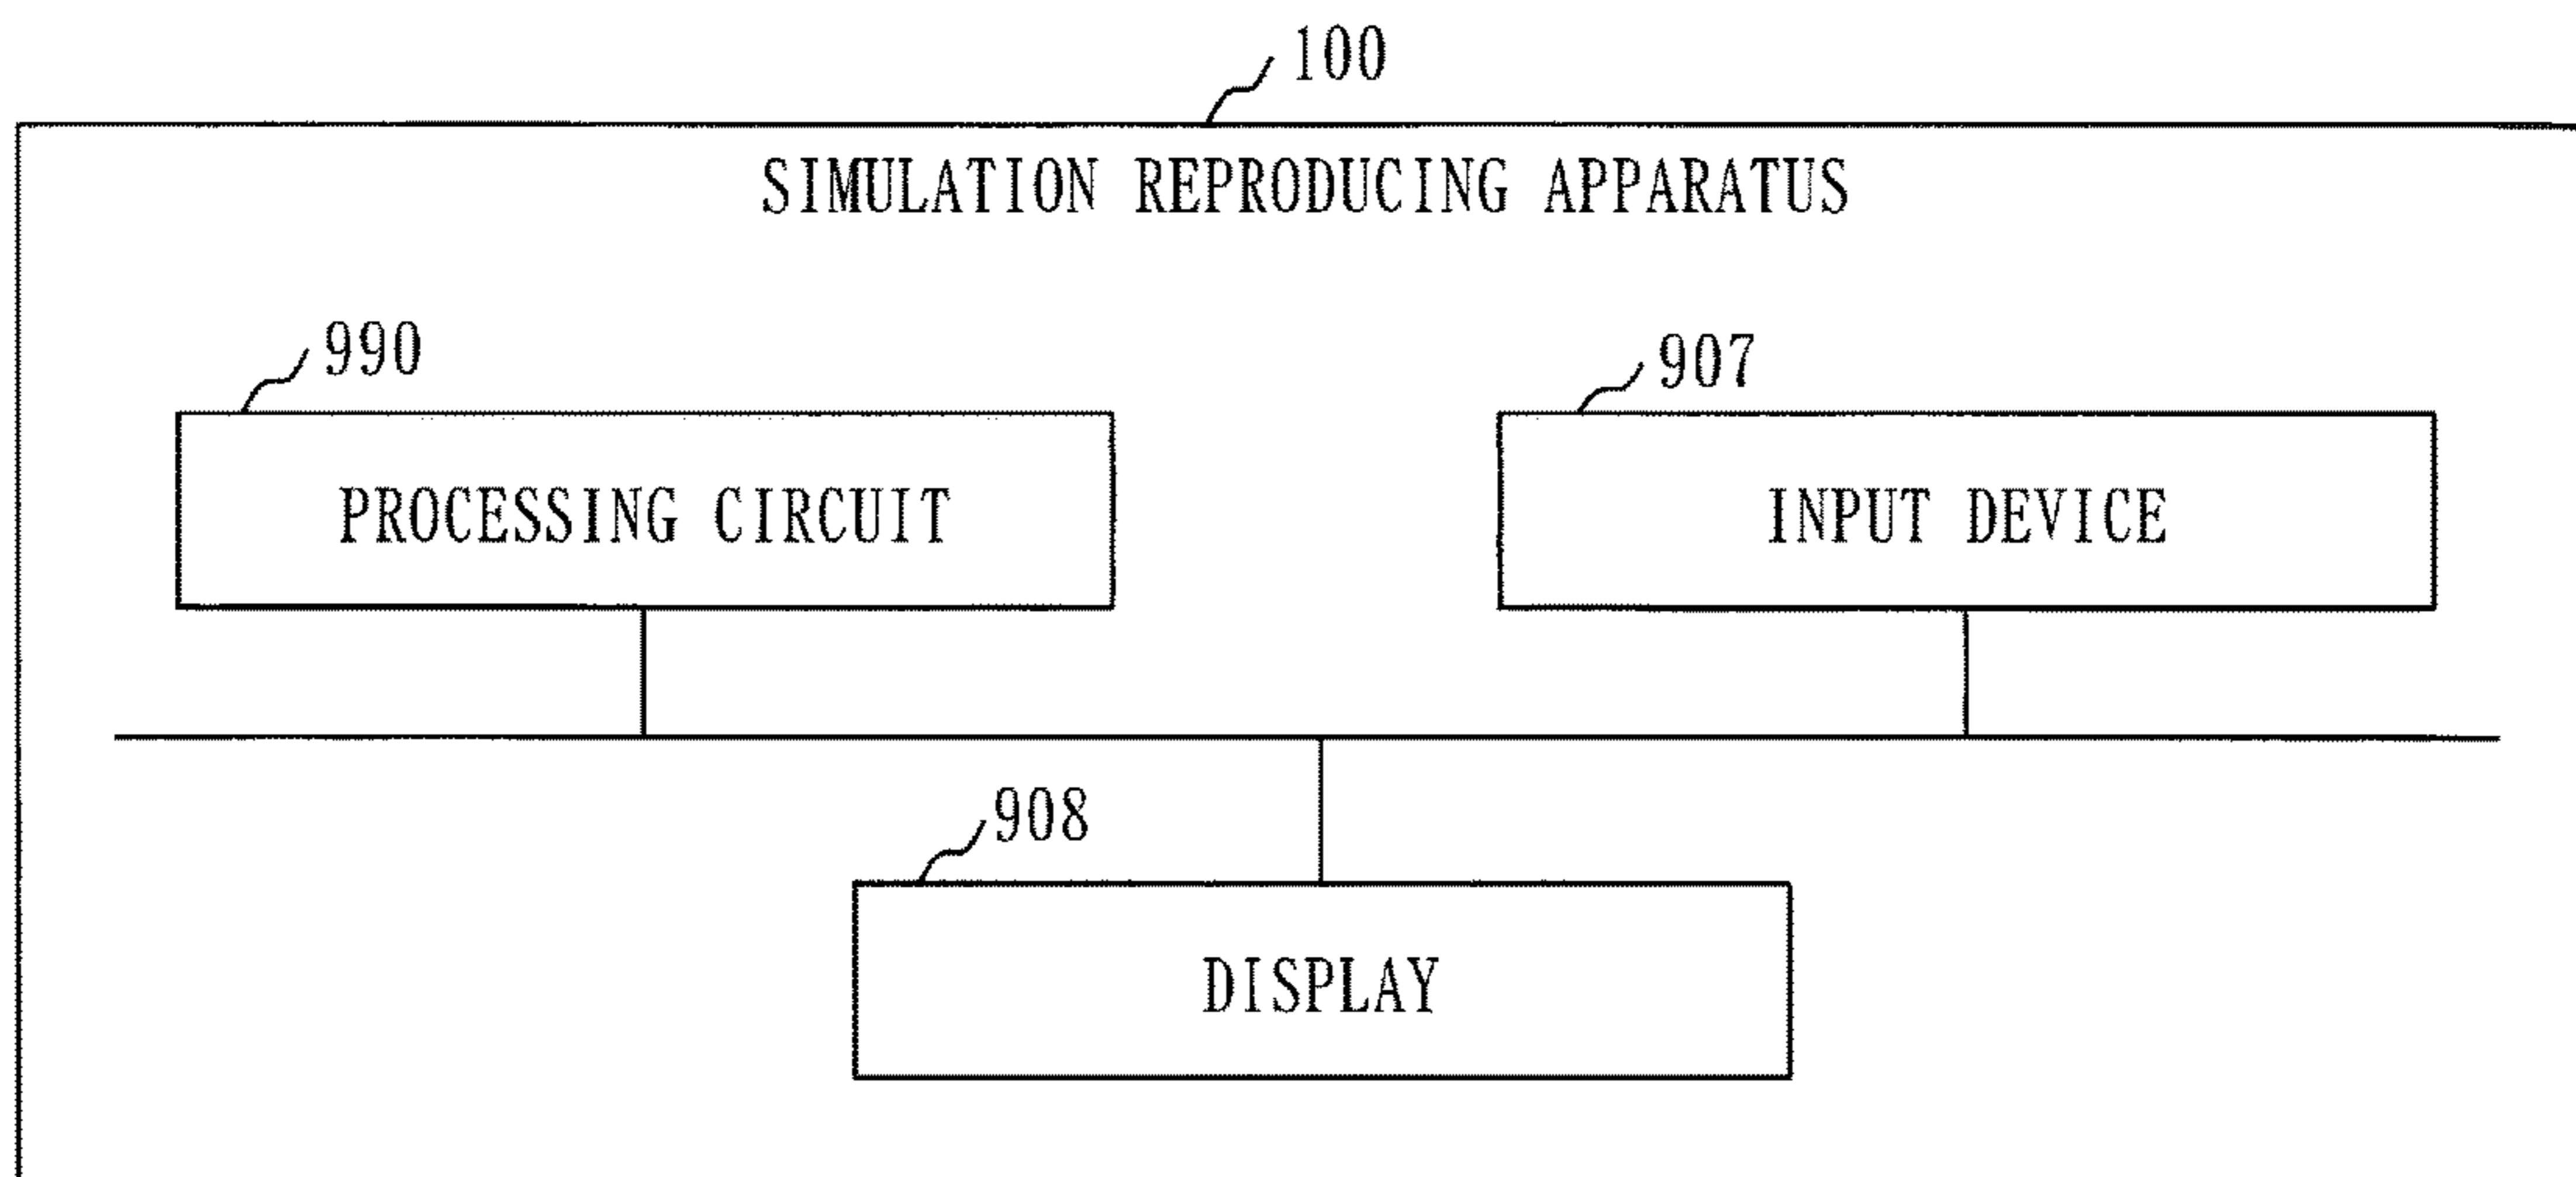 100
SIMULATION REPRODUCING APPARATUS
990
907
PROCESSING CIRCUIT
INPUT DEVICE
908
DISPLAY